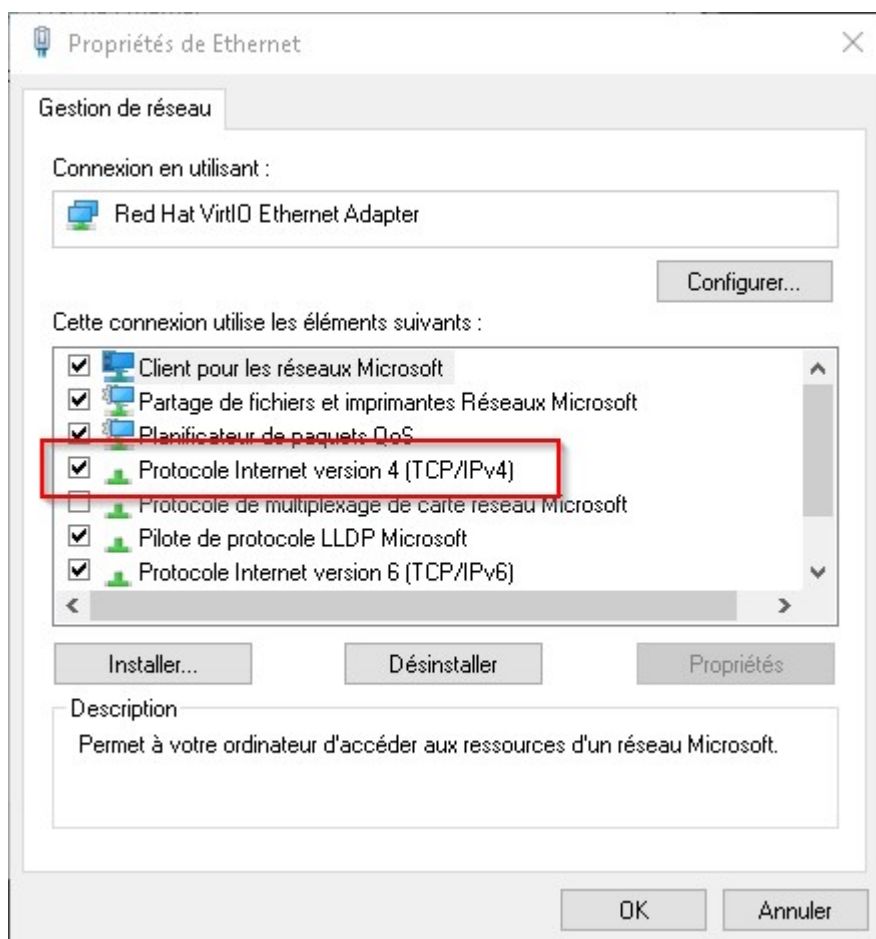 Propriétés de Ethernet
Gestion de réseau
Connexion en utilisant :
Red Hat VirtIO Ethernet Adapter
Configurer...
Cette connexion utilise les éléments suivants :
Client pour les réseaux Microsoft
Partage de fichiers et imprimantes Réseaux Microsoft
Planificateur de paquets QoS
Protocole Internet version 4 (TCP/IPv4)
Protocole de multiplexage de carte réseau Microsoft
Pilote de protocole LLDP Microsoft
Protocole Internet version 6 (TCP/IPv6)
Installer... Désinstaller Propriétés
Description
Permet à votre ordinateur d'accéder aux ressources d'un réseau Microsoft.
OK Annuler